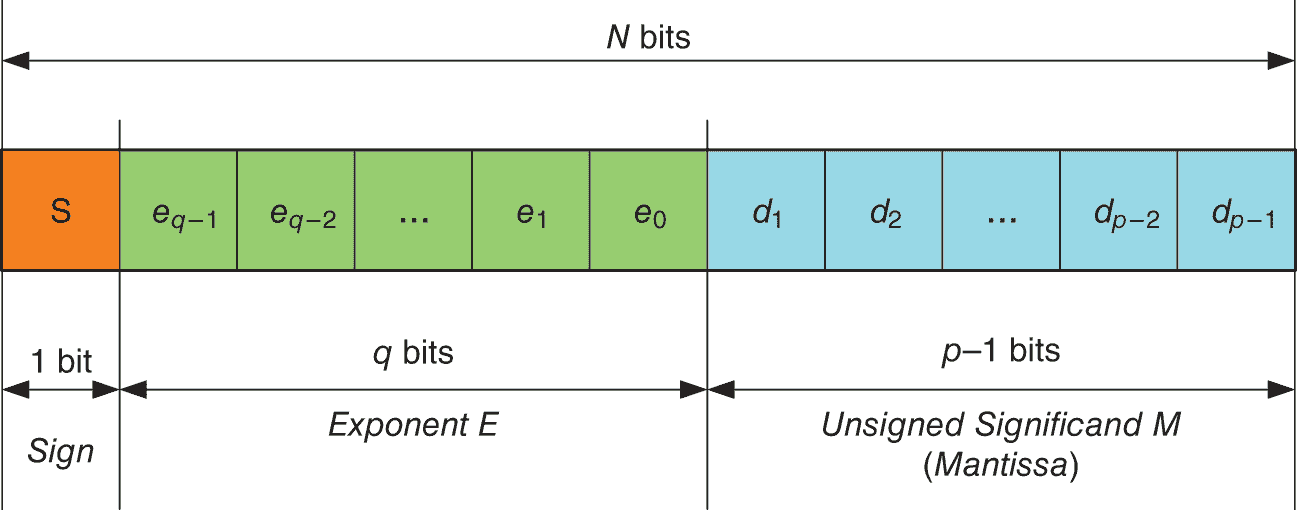 N bits
S e_{q−1} e_{q−2} ... e_1 e_0 d_1 d_2 ... d_{p−2} d_{p−1}
1 bit q bits p−1 bits
Sign Exponent E Unsigned Significand M
(Mantissa)